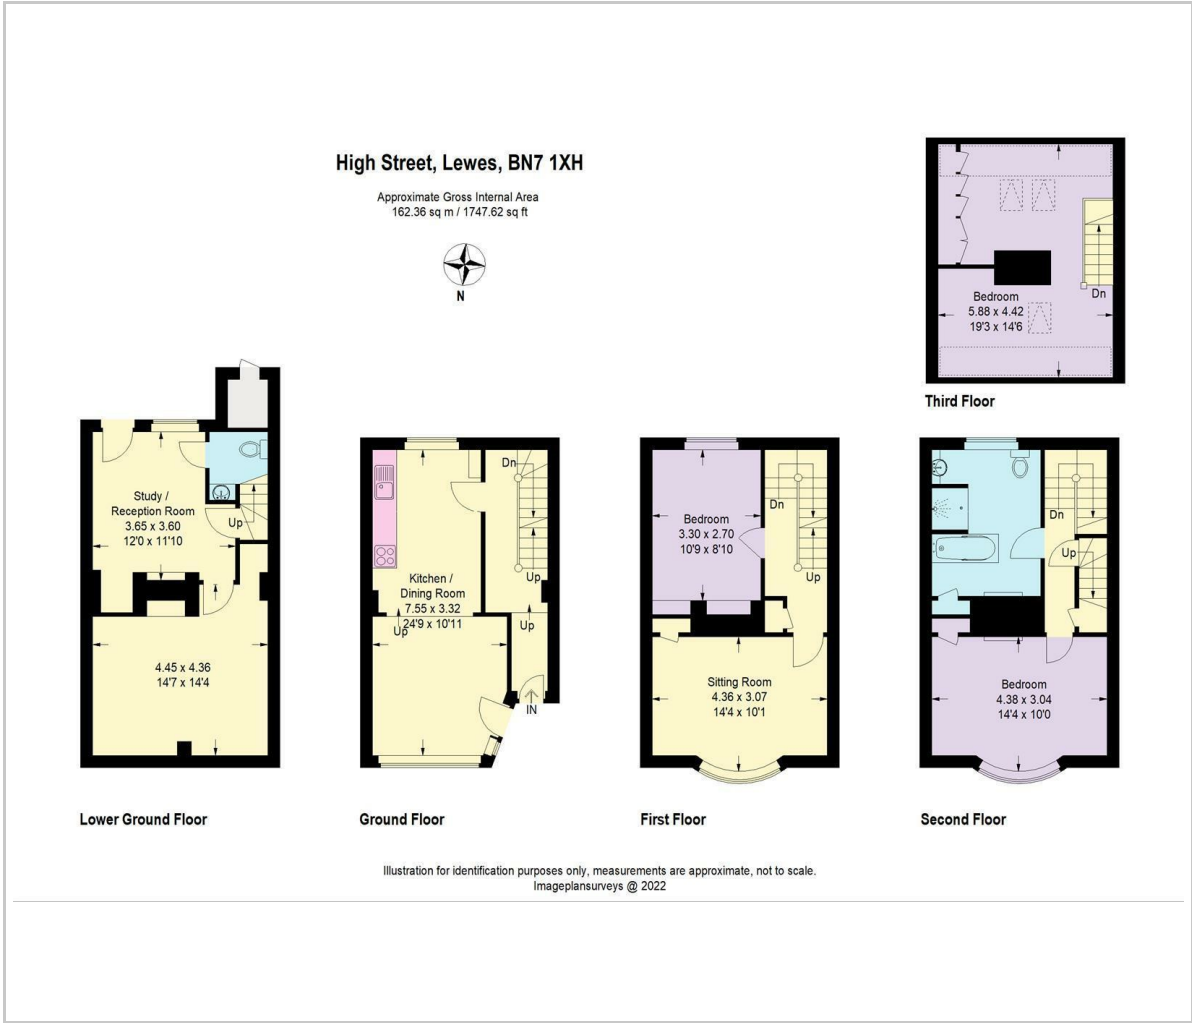 High Street, Lewes, BN7 1XH
Approximate Gross Internal Area
162.36 sq m / 1747.62 sq ft
N
Bedroom
5.88 x 4.42
19'3 x 14'6
Dn
Third Floor
Study /
Reception Room
3.65 x 3.60
12'0 x 11'10
Up
4.45 x 4.36
14'7 x 14'4
Lower Ground Floor
Dn
Up
Kitchen /
Dining Room
7.55 x 3.32
24'9 x 10'11
Up
Up
IN
Ground Floor
Bedroom
3.30 x 2.70
10'9 x 8'10
Dn
Up
Sitting Room
4.36 x 3.07
14'4 x 10'1
First Floor
Dn
Up
Bedroom
4.38 x 3.04
14'4 x 10'0
Second Floor
Illustration for identification purposes only, measurements are approximate, not to scale.
Imageplansurveys @ 2022